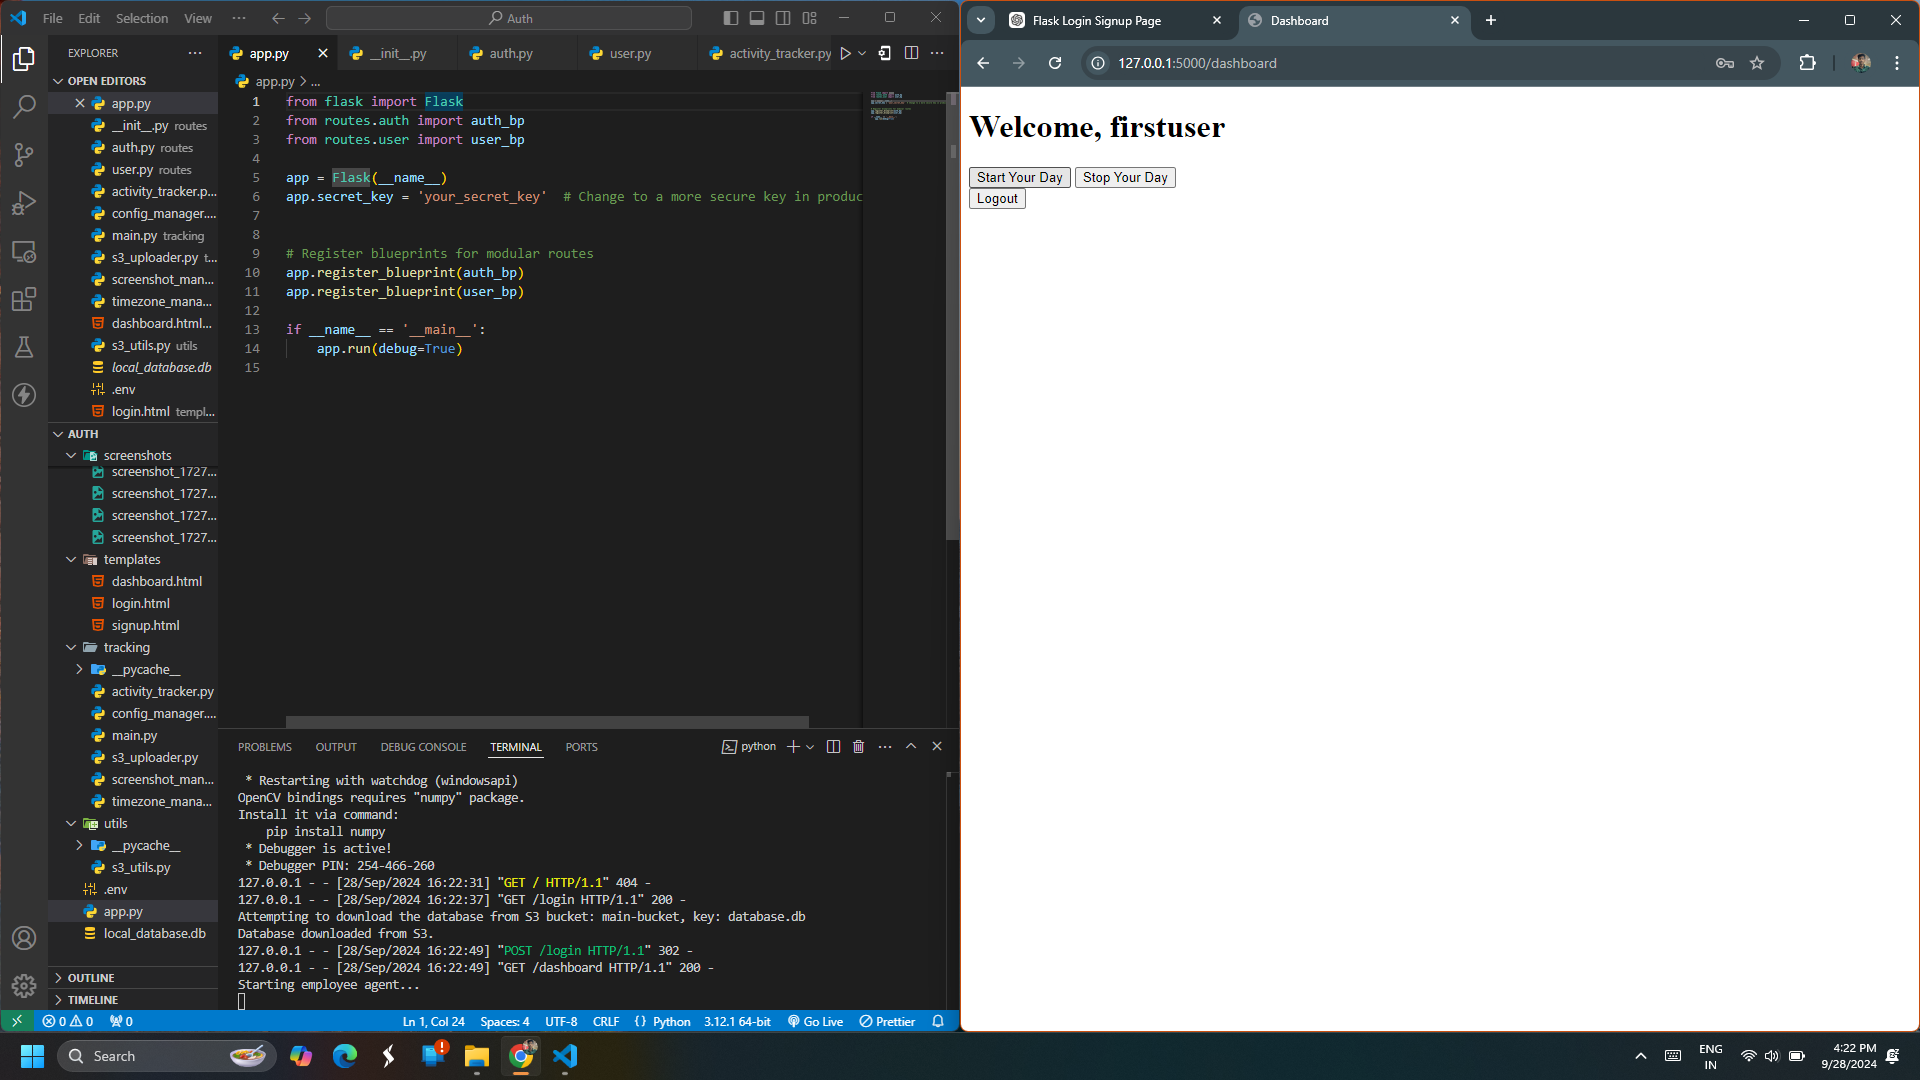 File Edit Selection View ··· Auth
EXPLORER ···
OPEN EDITORS
app.py
__init__.py routes
auth.py routes
user.py routes
activity_tracker.p...
config_manager....
main.py tracking
s3_uploader.py t...
screenshot_man...
timezone_mana...
dashboard.html...
s3_utils.py utils
local_database.db
.env
login.html templ...
AUTH
screenshots
screenshot_1727...
screenshot_1727...
screenshot_1727...
screenshot_1727...
templates
dashboard.html
login.html
signup.html
tracking
__pycache__
activity_tracker.py
config_manager....
main.py
s3_uploader.py
screenshot_man...
timezone_mana...
utils
__pycache__
s3_utils.py
.env
app.py
local_database.db
OUTLINE
TIMELINE
app.py __init__.py auth.py user.py activity_tracker.py
app.py > ...
1 from flask import Flask
2 from routes.auth import auth_bp
3 from routes.user import user_bp
4
5 app = Flask(__name__)
6 app.secret_key = 'your_secret_key'  # Change to a more secure key in produc
7
8
9 # Register blueprints for modular routes
10 app.register_blueprint(auth_bp)
11 app.register_blueprint(user_bp)
12
13 if __name__ == '__main__':
14     app.run(debug=True)
15
PROBLEMS OUTPUT DEBUG CONSOLE TERMINAL PORTS python
* Restarting with watchdog (windowsapi)
OpenCV bindings requires "numpy" package.
Install it via command:
pip install numpy
* Debugger is active!
* Debugger PIN: 254-466-260
127.0.0.1 - - [28/Sep/2024 16:22:31] "GET / HTTP/1.1" 404 -
127.0.0.1 - - [28/Sep/2024 16:22:37] "GET /login HTTP/1.1" 200 -
Attempting to download the database from S3 bucket: main-bucket, key: database.db
Database downloaded from S3.
127.0.0.1 - - [28/Sep/2024 16:22:49] "POST /login HTTP/1.1" 302 -
127.0.0.1 - - [28/Sep/2024 16:22:49] "GET /dashboard HTTP/1.1" 200 -
Starting employee agent...
0 0 0 Ln 1, Col 24 Spaces: 4 UTF-8 CRLF {} Python 3.12.1 64-bit Go Live Prettier
Flask Login Signup Page Dashboard
127.0.0.1:5000/dashboard
Welcome, firstuser
Start Your Day Stop Your Day
Logout
Search
ENG
IN
4:22 PM
9/28/2024